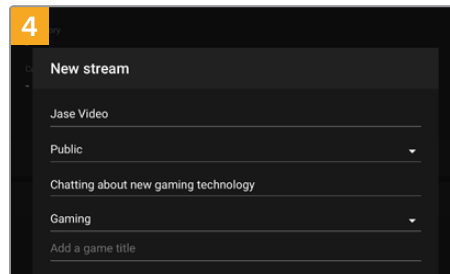 4
New stream
Jase Video
Public
Chatting about new gaming technology
Gaming
Add a game title